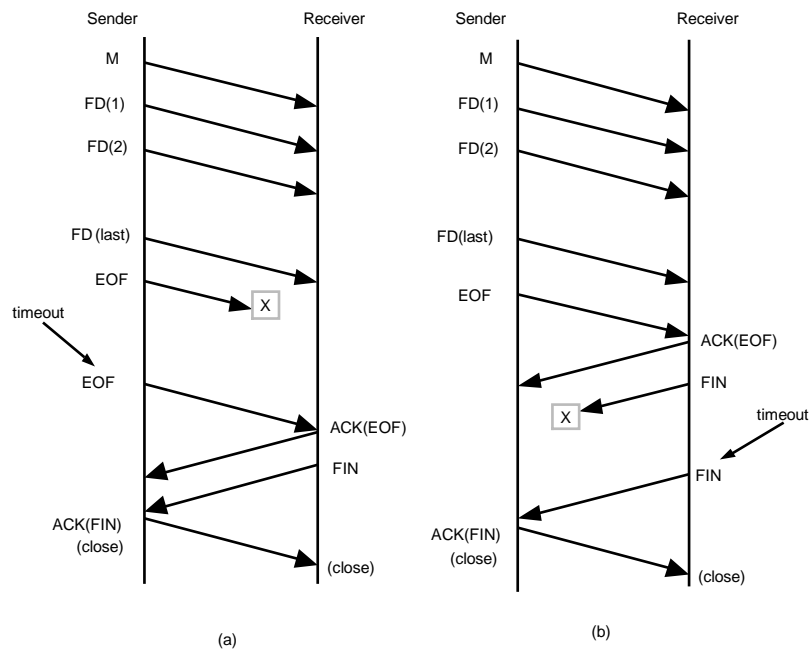 Sender
Receiver
M
FD(1)
FD(2)
FD (last)
EOF
X
timeout
EOF
ACK(EOF)
FIN
ACK(FIN)
(close)
(close)
(a)
Sender
Receiver
M
FD(1)
FD(2)
FD(last)
EOF
ACK(EOF)
FIN
X
timeout
FIN
ACK(FIN)
(close)
(close)
(b)